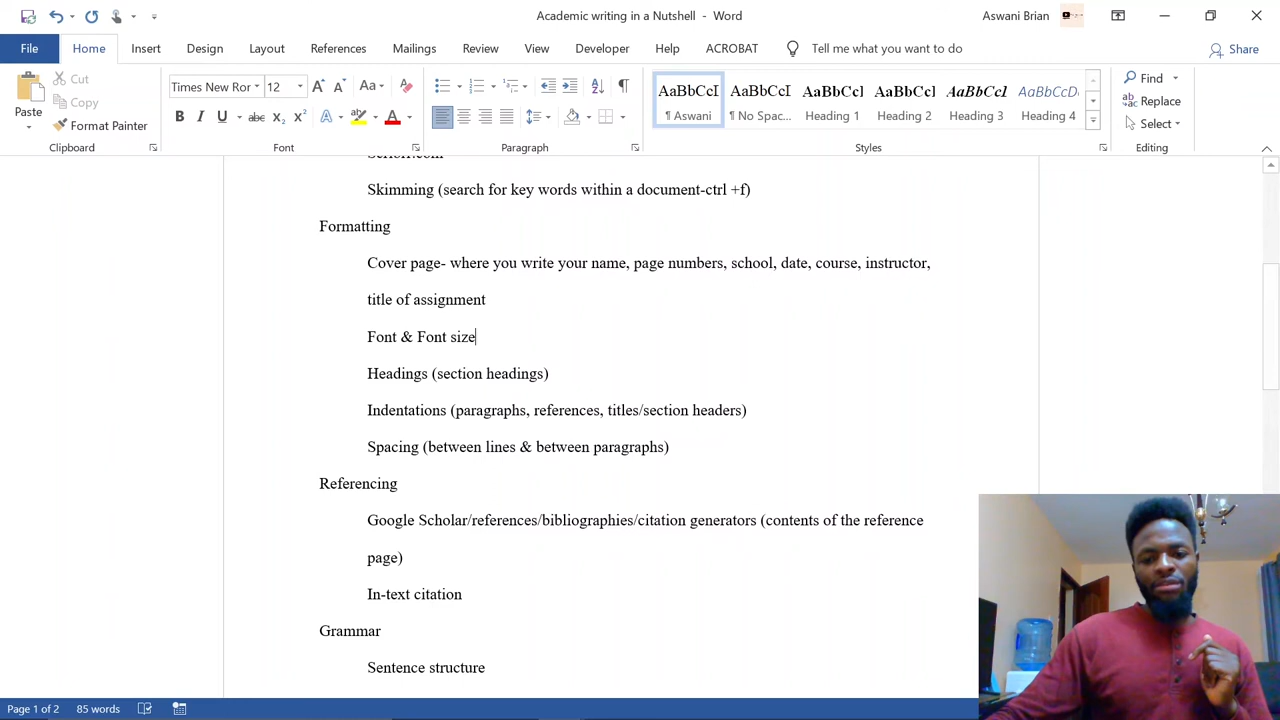 Academic writing in a Nutshell - Word
Aswani Brian
File Home Insert Design Layout References Mailings Review View Developer Help ACROBAT Tell me what you want to do Share
Paste
Cut
Copy
Format Painter
Clipboard
Times New Ror 12
Aa
B I U abc X₂ X² A A
Font
Paragraph
AaBbCcI AaBbCcI AaBbCcI AaBbCcI AaBbCcI AaBbCcD.
¶ Aswani ¶ No Spac... Heading 1 Heading 2 Heading 3 Heading 4
Styles
Find
Replace
Select
Editing
Skimming (search for key words within a document-ctrl +f)
Formatting
Cover page- where you write your name, page numbers, school, date, course, instructor,
title of assignment
Font & Font size
Headings (section headings)
Indentations (paragraphs, references, titles/section headers)
Spacing (between lines & between paragraphs)
Referencing
Google Scholar/references/bibliographies/citation generators (contents of the reference
page)
In-text citation
Grammar
Sentence structure
Page 1 of 2 85 words